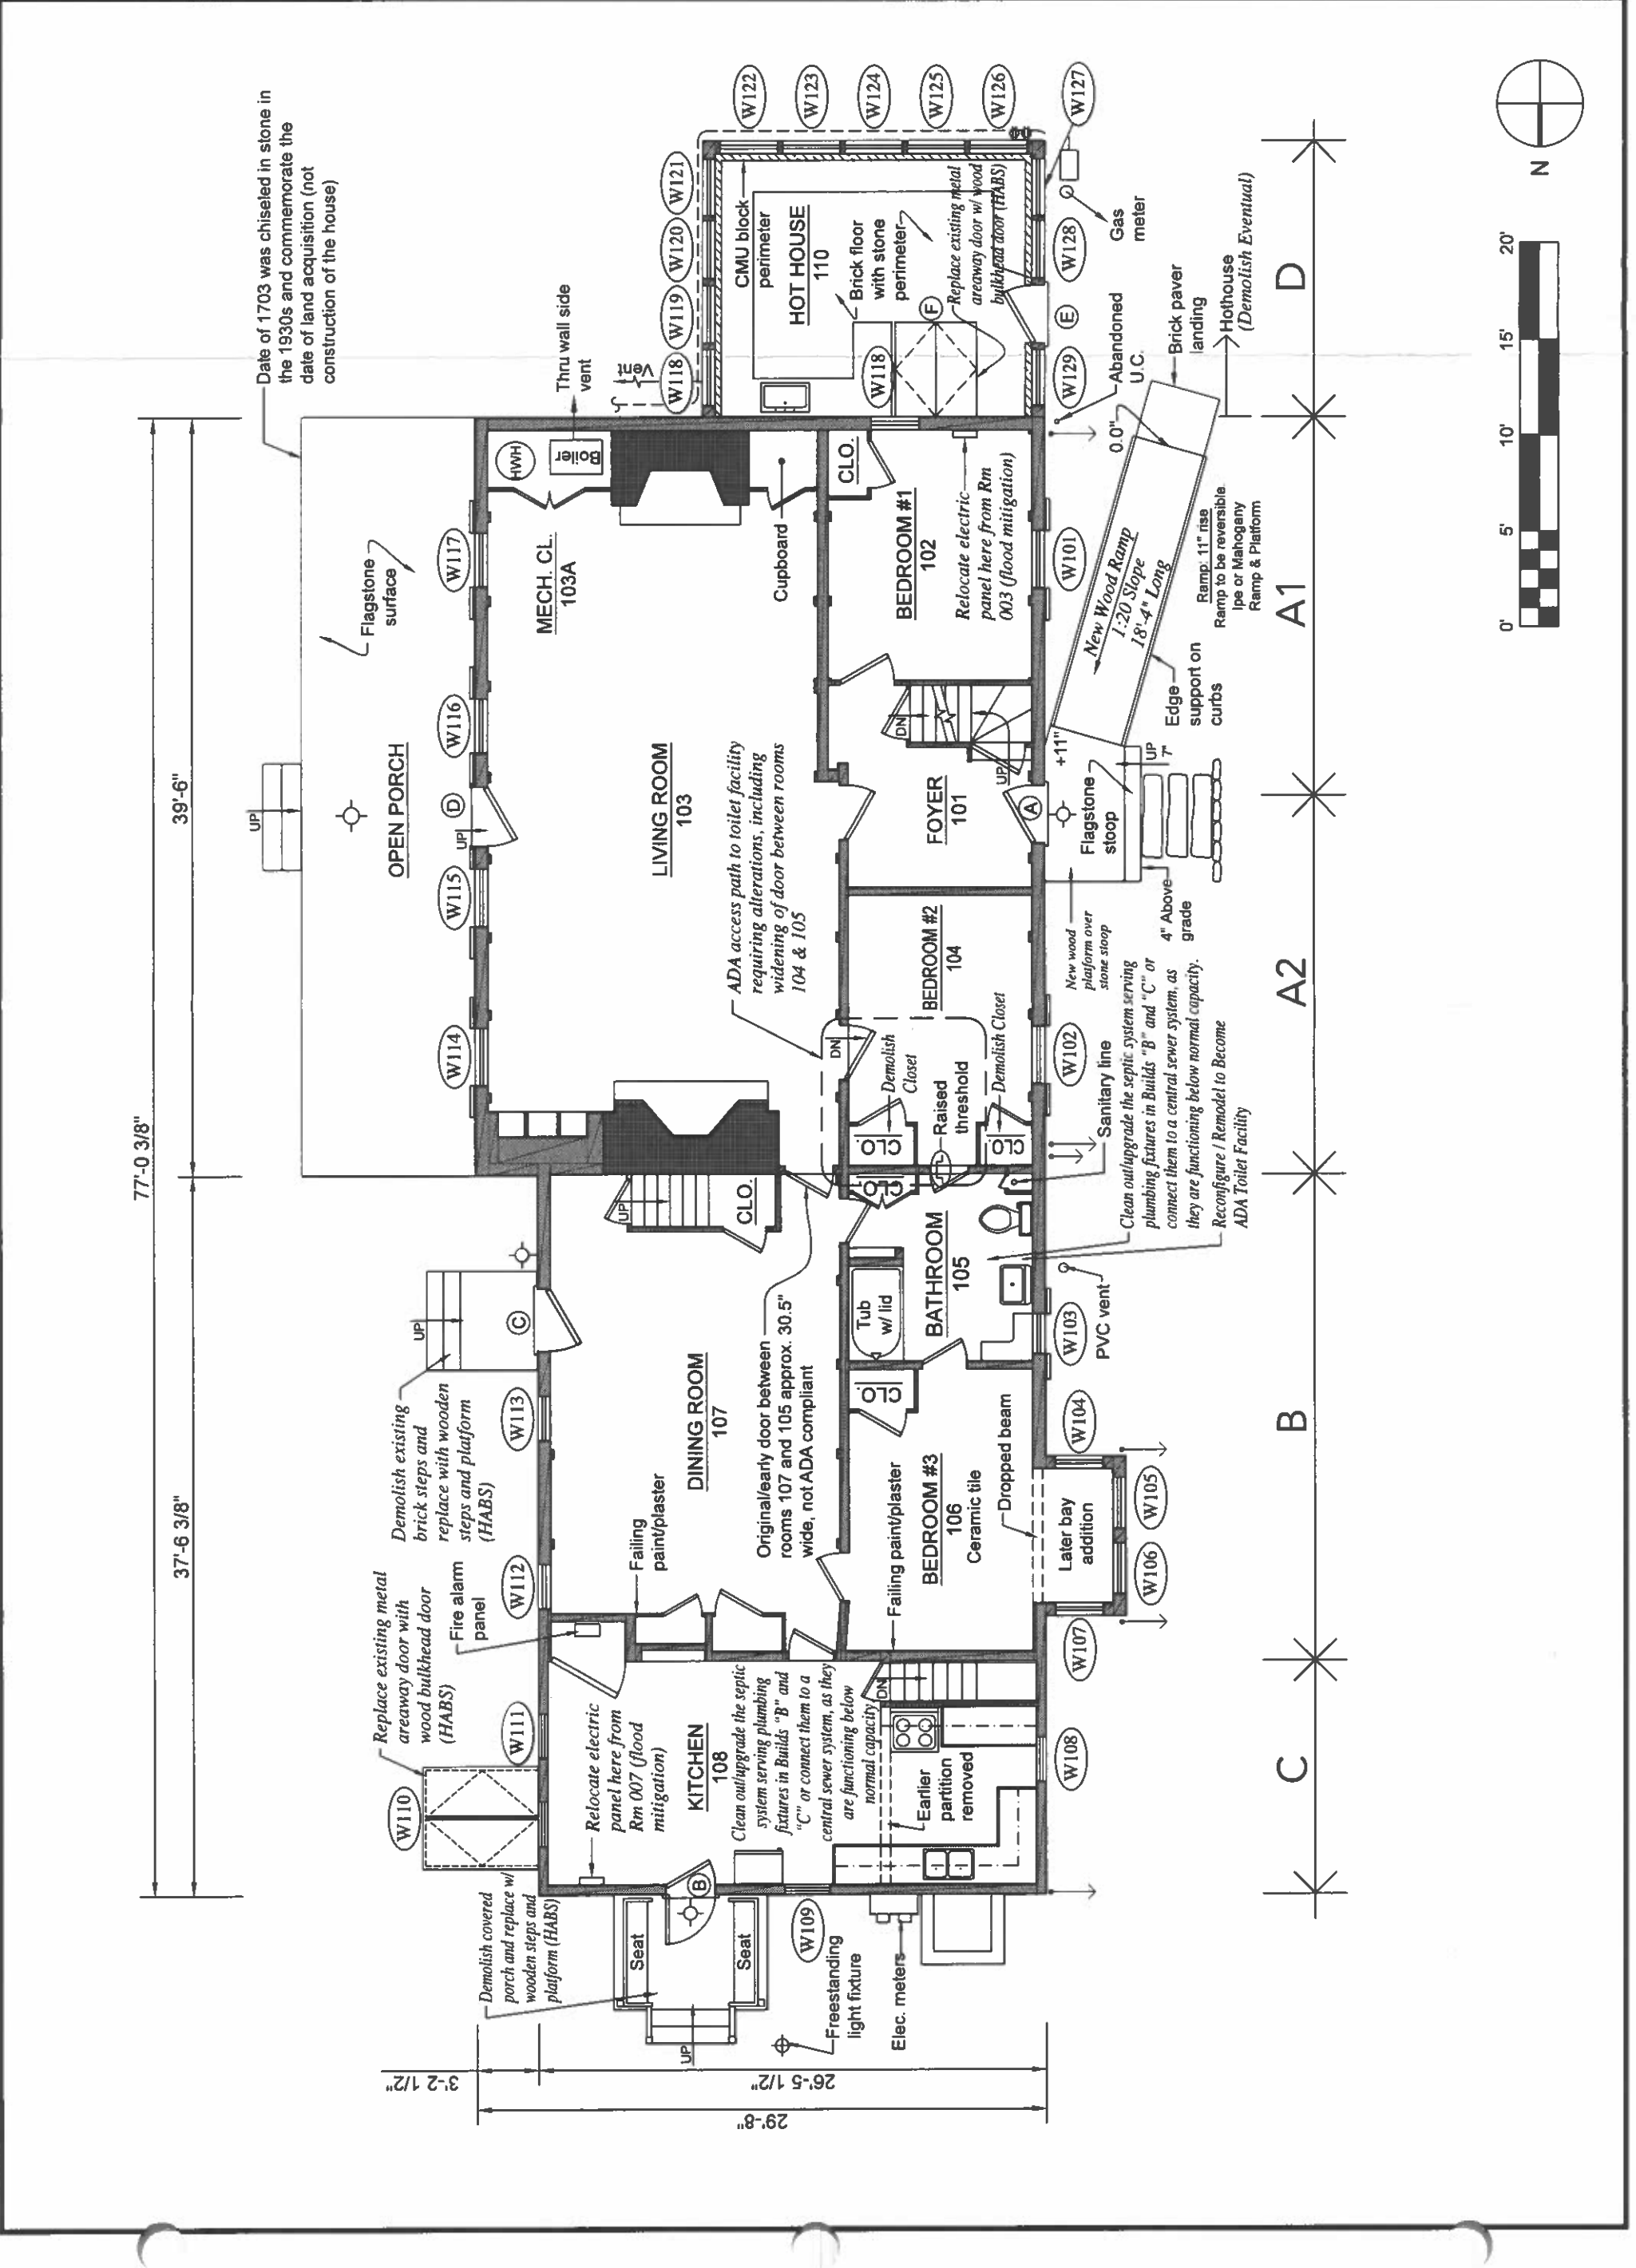 77'-0 3/8"
37'-6 3/8"
39'-6"
Date of 1703 was chiseled in stone in
the 1930s and commemorate the
date of land acquisition (not
construction of the house)
UP
OPEN PORCH
Flagstone
surface
Thru wall side
vent
Vent
Replace existing metal
areaway door with
wood bulkhead door
(HABS)
Demolish existing
brick steps and
replace with wooden
steps and platform
(HABS)
UP
Fire alarm
panel
W110
W111
W112
W113
C
W114
W115
UP
D
W116
W117
W118
W119
W120
W121
W122
W123
W124
W125
W126
W127
Demolish covered
porch and replace w/
wooden steps and
platform (HABS)
Seat
Seat
UP
B
W109
Freestanding
light fixture
Elec. meters
3'-2 1/2"
26'-5 1/2"
29'-8"
Relocate electric
panel here from
Rm 007 (flood
mitigation)
KITCHEN
108
Clean out/upgrade the septic
system serving plumbing
fixtures in Builds "B" and
"C" or connect them to a
central sewer system, as they
are functioning below
normal capacity
DN
Earlier
partition
removed
W108
Failing
paint/plaster
DINING ROOM
107
UP
CLO.
Original/early door between
rooms 107 and 105 approx. 30.5"
wide, not ADA compliant
Failing paint/plaster
BEDROOM #3
106
Ceramic tile
Dropped beam
CLO.
Later bay
addition
W107
W106
W105
W104
Tub
w/ lid
BATHROOM
105
CLO.
W103
PVC vent
LIVING ROOM
103
MECH. CL.
103A
HWH
Boiler
Cupboard
ADA access path to toilet facility
requiring alterations, including
widening of door between rooms
104 & 105
DN
Demolish
Closet
CLO.
Raised
threshold
CLO.
Demolish Closet
BEDROOM #2
104
W102
Sanitary line
Clean out/upgrade the septic system serving
plumbing fixtures in Builds "B" and "C" or
connect them to a central sewer system, as
they are functioning below normal capacity.
Reconfigure / Remodel to Become
ADA Toilet Facility
FOYER
101
UP
DN
A
Flagstone
stoop
+11"
UP
7"
New wood
plaform over
stone stoop
4" Above
grade
BEDROOM #1
102
CLO.
Relocate electric
panel here from Rm
003 (flood mitigation)
W101
New Wood Ramp
1:20 Slope
18'-4" Long
0.0"
Edge
support on
curbs
Ramp: 11" rise
Ramp to be reversible
Ipe or Mahogany
Ramp & Platform
Brick paver
landing
Abandoned
U.C.
Hothouse
(Demolish Eventual)
CMU block
perimeter
HOT HOUSE
110
Brick floor
with stone
perimeter
F
W118
Replace existing metal
areaway door w/ wood
bulkhead door (HABS)
W129
E
W128
Gas
meter
C
B
A2
A1
D
0'
5'
10'
15'
20'
N